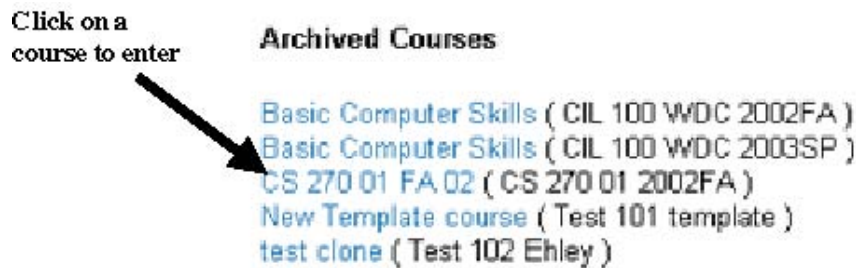 Click on a
course to enter
Archived Courses
Basic Computer Skills ( CIL 100 WDC 2002FA )
Basic Computer Skills ( CIL 100 WDC 2003SP )
CS 270 01 FA 02 ( CS 270 01 2002FA )
New Template course ( Test 101 template )
test clone ( Test 102 Ehley )